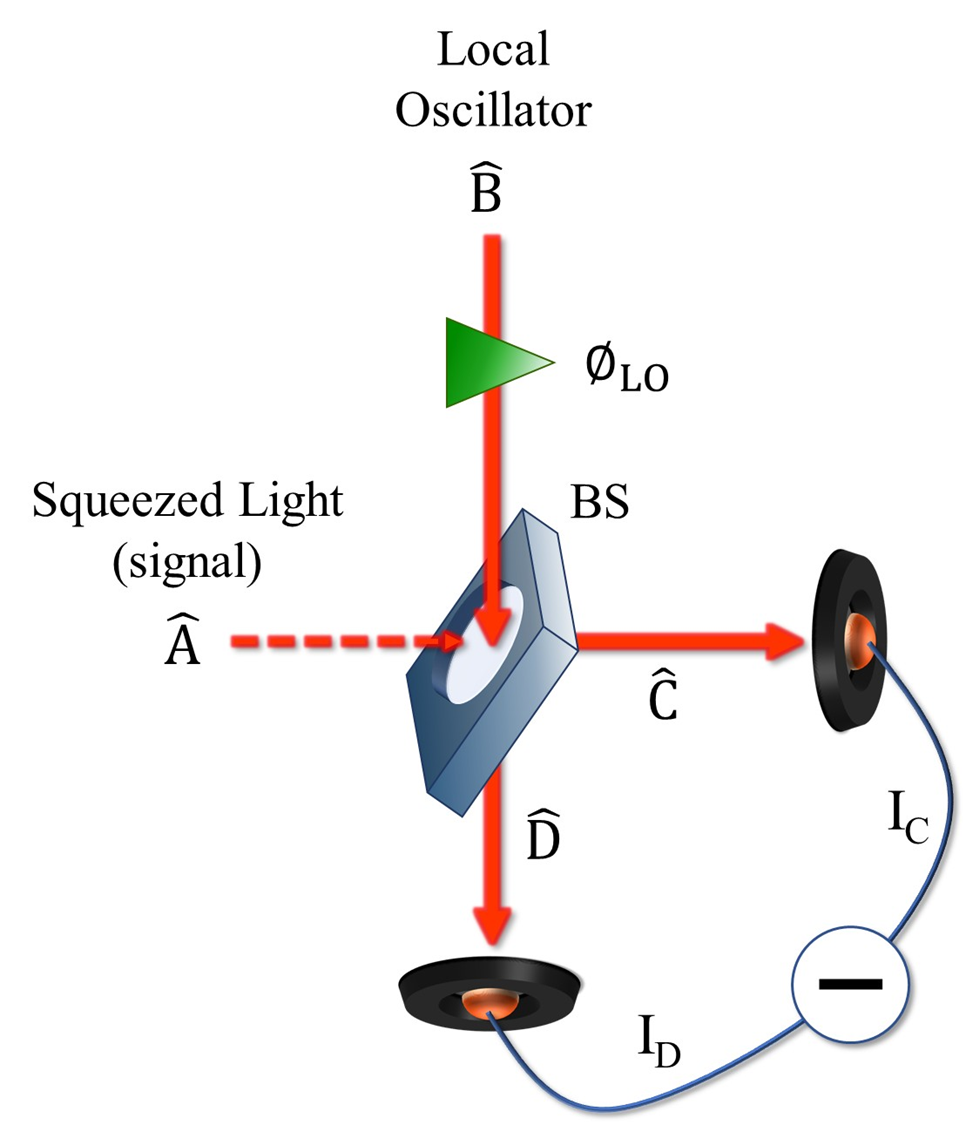 Local
Oscillator
B̂
∅LO
BS
Squeezed Light
(signal)
Â
Ĉ
D̂
IC
ID
−